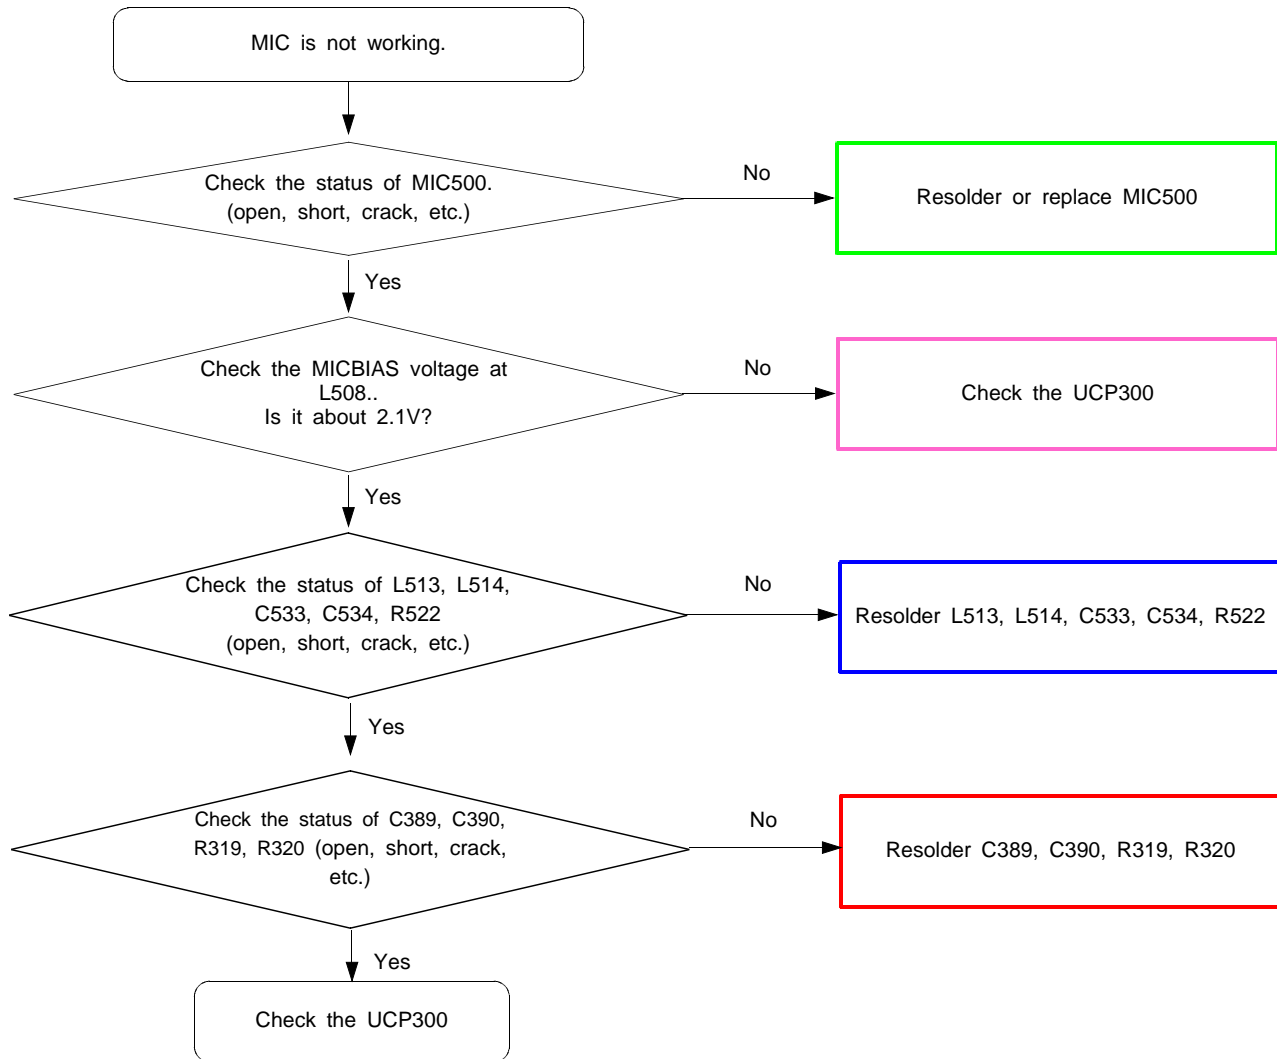 MIC is not working.
Check the status of MIC500.
(open, short, crack, etc.)
No
Resolder or replace MIC500
Yes
Check the MICBIAS voltage at
L508..
Is it about 2.1V?
No
Check the UCP300
Yes
Check the status of L513, L514,
C533, C534, R522
(open, short, crack, etc.)
No
Resolder L513, L514, C533, C534, R522
Yes
Check the status of C389, C390,
R319, R320 (open, short, crack,
etc.)
No
Resolder C389, C390, R319, R320
Yes
Check the UCP300